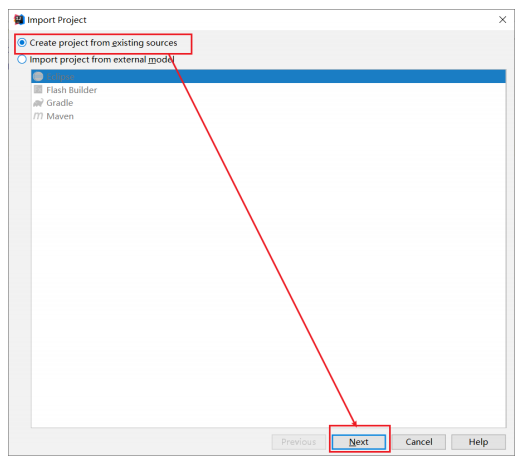 Import Project
Create project from existing sources
Import project from external model
Eclipse
Flash Builder
Gradle
Maven
Previous
Next
Cancel
Help